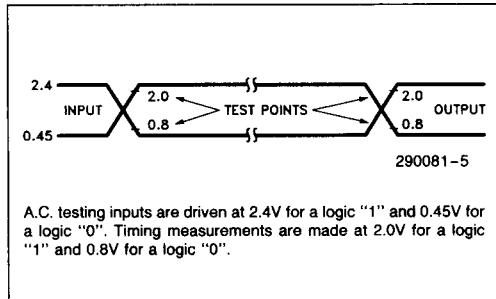 2.4
2.0 2.0
INPUT TEST POINTS OUTPUT
0.8 0.8
0.45
290081-5
A.C. testing inputs are driven at 2.4V for a logic "1" and 0.45V for
a logic "0". Timing measurements are made at 2.0V for a logic
"1" and 0.8V for a logic "0".